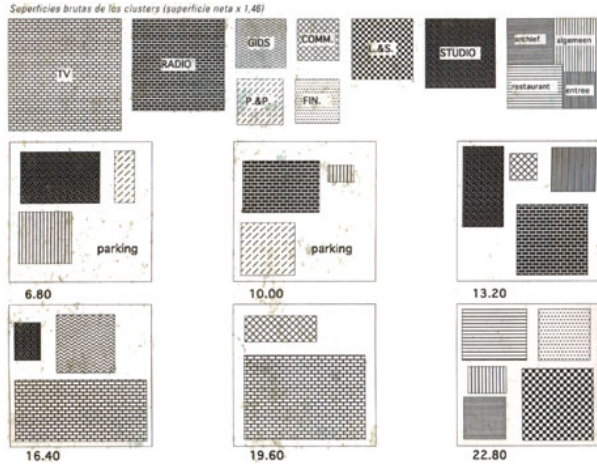 Superficies brutas de los clusters (superficie neta x 1,46)
TV
RADIO
GIDS
COMM.
L.&S.
STUDIO
archief
algemeen
P.&P.
FIN.
restaurant
entree
parking
parking
6.80
10.00
13.20
16.40
19.60
22.80